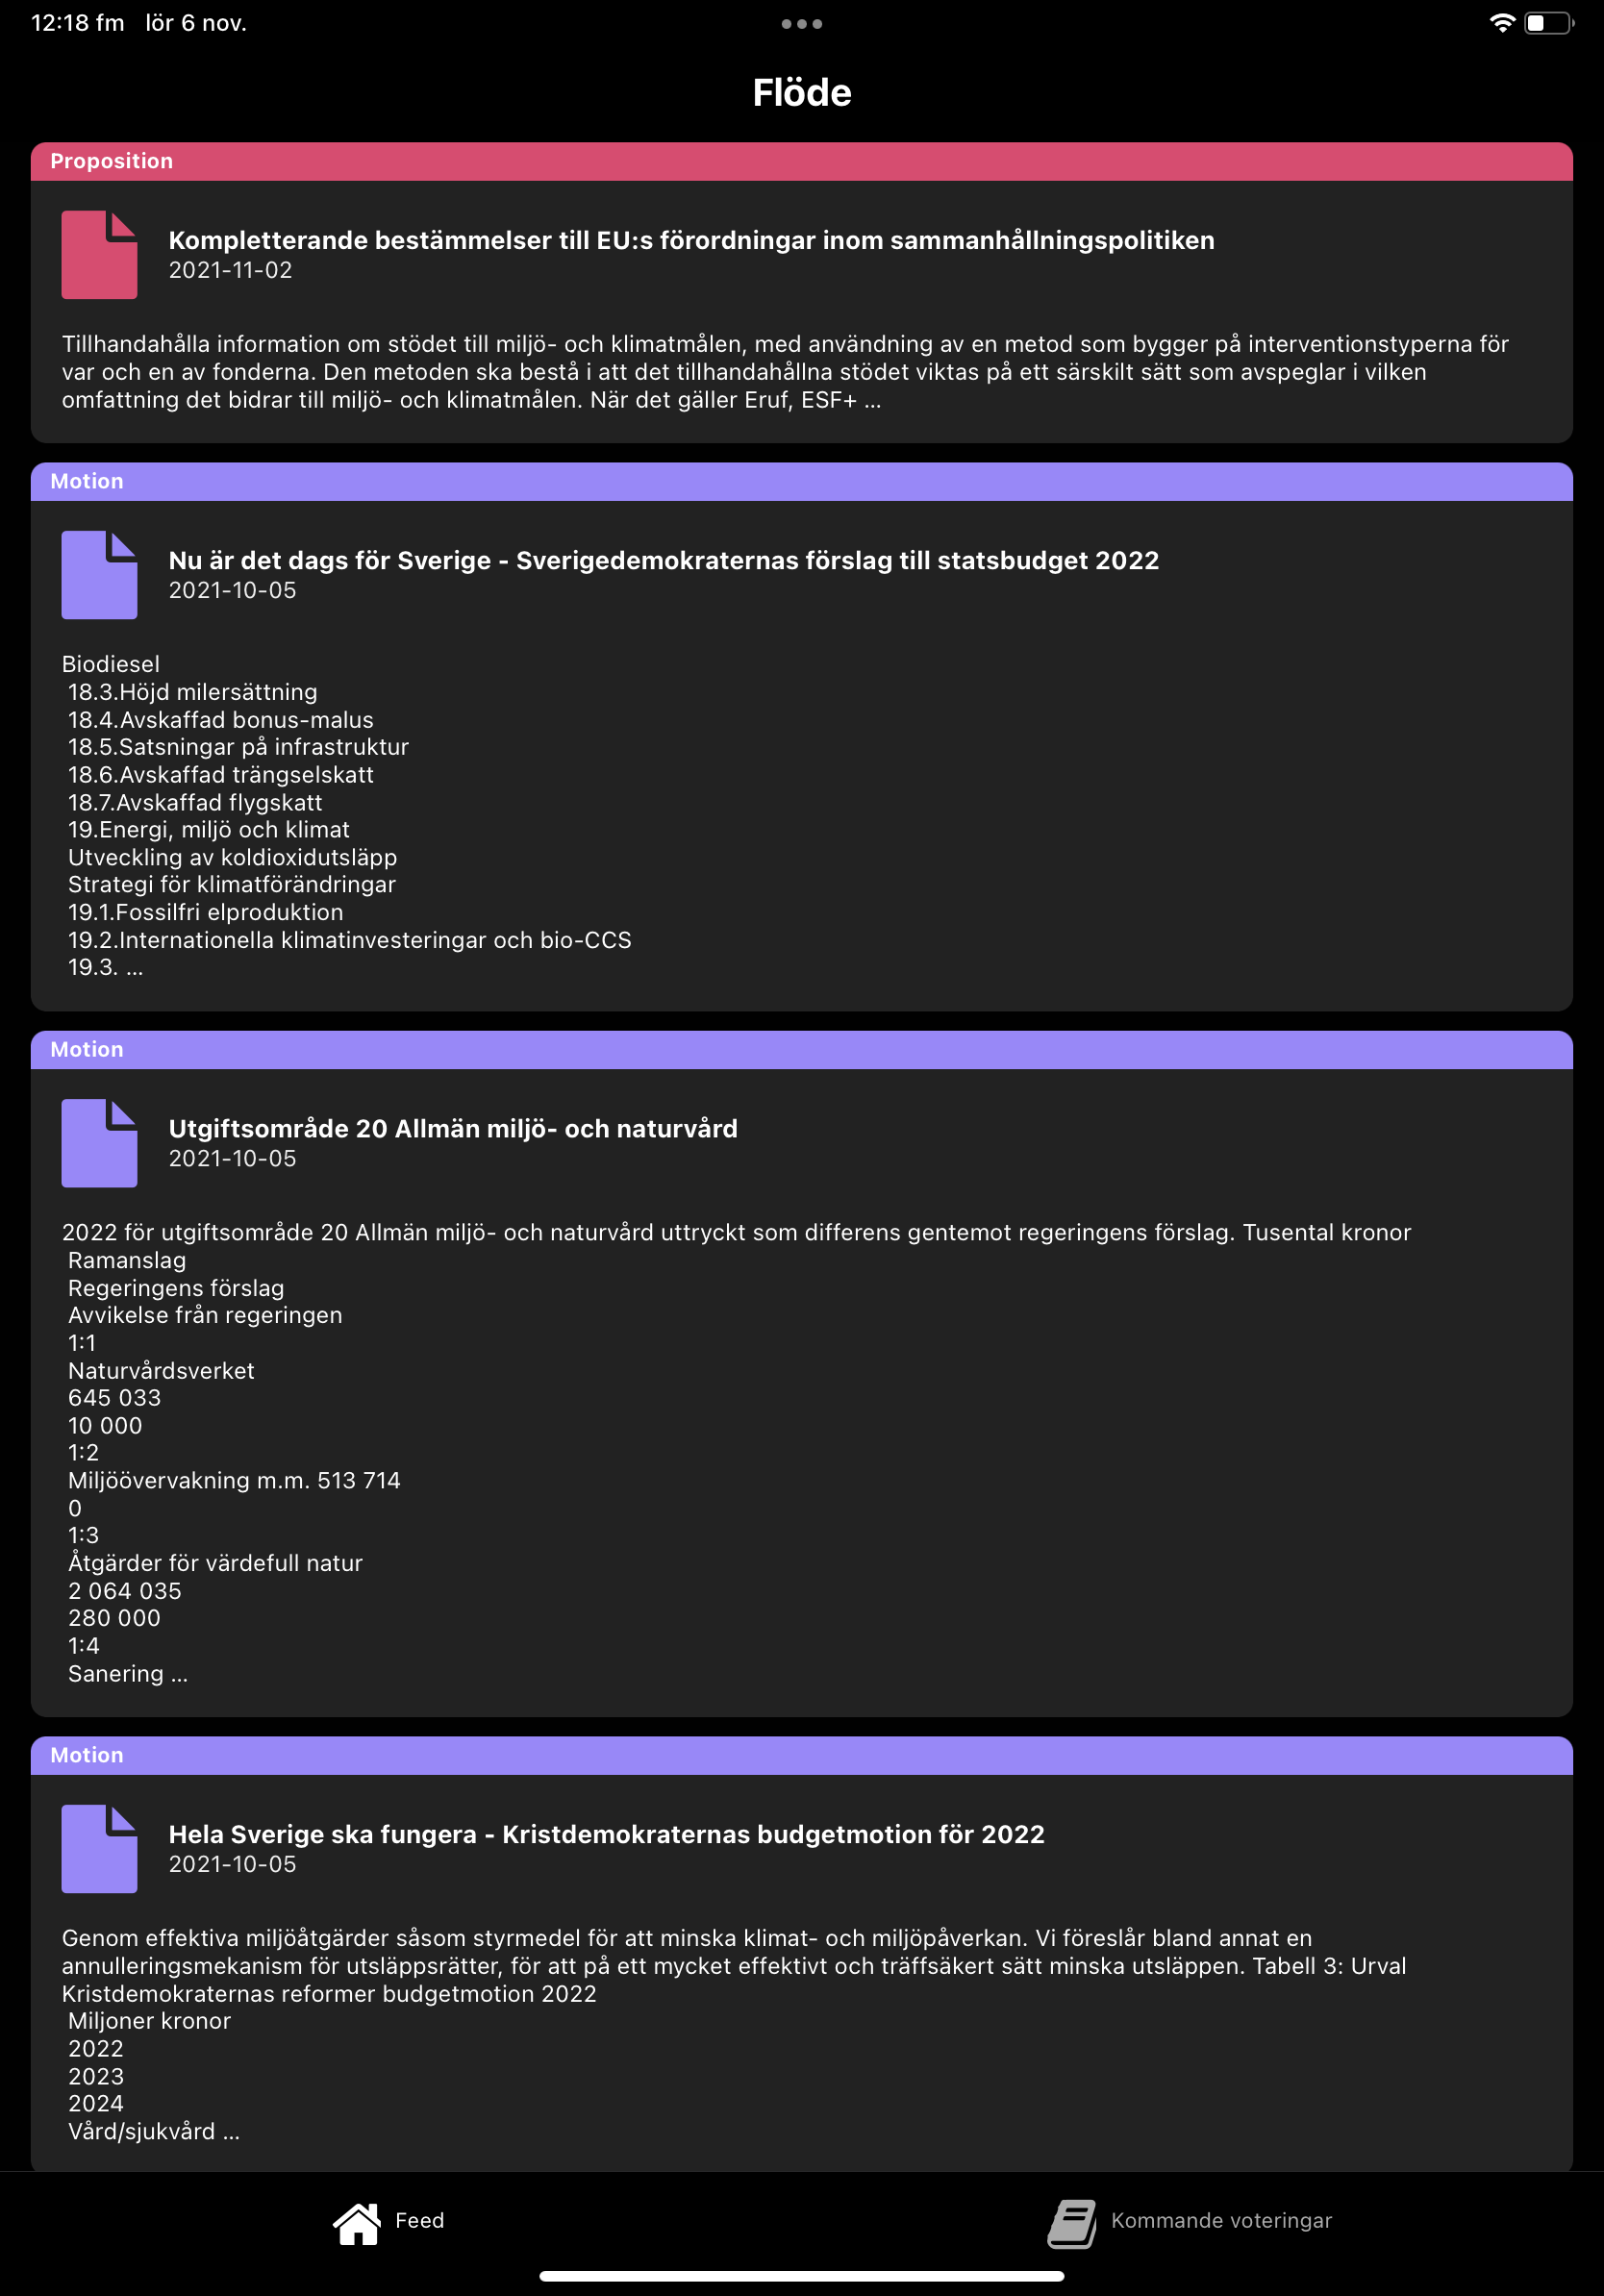 12:18 fm lör 6 nov.
Flöde
Proposition
Kompletterande bestämmelser till EU:s förordningar inom sammanhållningspolitiken
2021-11-02
Tillhandahålla information om stödet till miljö- och klimatmålen, med användning av en metod som bygger på interventionstyperna för
var och en av fonderna. Den metoden ska bestå i att det tillhandahållna stödet viktas på ett särskilt sätt som avspeglar i vilken
omfattning det bidrar till miljö- och klimatmålen. När det gäller Eruf, ESF+ ...
Motion
Nu är det dags för Sverige - Sverigedemokraternas förslag till statsbudget 2022
2021-10-05
Biodiesel
18.3.Höjd milersättning
18.4.Avskaffad bonus-malus
18.5.Satsningar på infrastruktur
18.6.Avskaffad trängselskatt
18.7.Avskaffad flygskatt
19.Energi, miljö och klimat
Utveckling av koldioxidutsläpp
Strategi för klimatförändringar
19.1.Fossilfri elproduktion
19.2.Internationella klimatinvesteringar och bio-CCS
19.3. ...
Motion
Utgiftsområde 20 Allmän miljö- och naturvård
2021-10-05
2022 för utgiftsområde 20 Allmän miljö- och naturvård uttryckt som differens gentemot regeringens förslag. Tusental kronor
Ramanslag
Regeringens förslag
Avvikelse från regeringen
1:1
Naturvårdsverket
645 033
10 000
1:2
Miljöövervakning m.m. 513 714
0
1:3
Åtgärder för värdefull natur
2 064 035
280 000
1:4
Sanering ...
Motion
Hela Sverige ska fungera - Kristdemokraternas budgetmotion för 2022
2021-10-05
Genom effektiva miljöåtgärder såsom styrmedel för att minska klimat- och miljöpåverkan. Vi föreslår bland annat en
annulleringsmekanism för utsläppsrätter, för att på ett mycket effektivt och träffsäkert sätt minska utsläppen. Tabell 3: Urval
Kristdemokraternas reformer budgetmotion 2022
Miljoner kronor
2022
2023
2024
Vård/sjukvård ...
Feed
Kommande voteringar